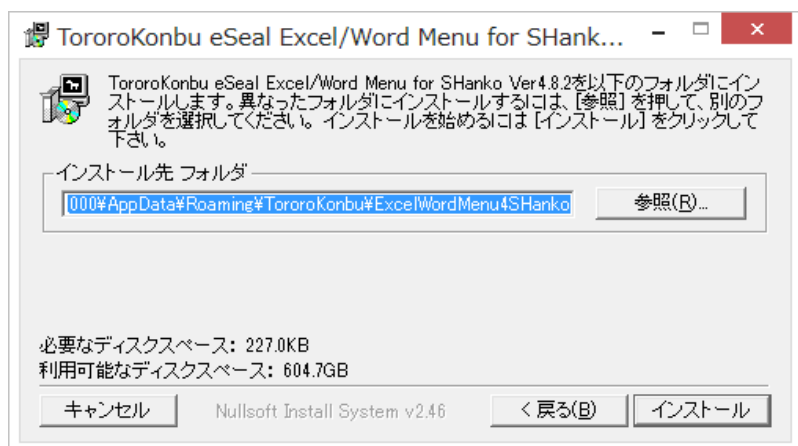 TororoKonbu eSeal Excel/Word Menu for SHank...
TororoKonbu eSeal Excel/Word Menu for SHanko Ver4.8.2を以下のフォルダにイン
ストールします。異なったフォルダにインストールするには、[参照] を押して、別のフ
ォルダを選択してください。インストールを始めるには [インストール] をクリックして
下さい。
インストール先 フォルダ
000¥AppData¥Roaming¥TororoKonbu¥ExcelWordMenu4SHanko
参照(R)...
必要なディスクスペース: 227.0KB
利用可能なディスクスペース: 604.7GB
キャンセル
Nullsoft Install System v2.46
< 戻る(B)
インストール